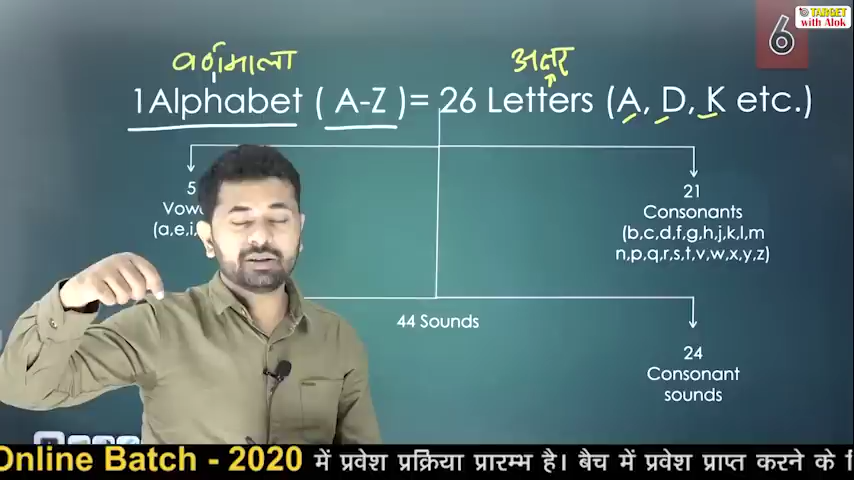 TARGET
with Alok
6
वर्णमाला
अक्षर
1Alphabet ( A-Z )= 26 Letters (A, D, K etc.)
5
(a,e,i,
21
Consonants
(b,c,d,f,g,h,j,k,l,m
n,p,q,r,s,t,v,w,x,y,z)
44 Sounds
24
Consonant
sounds
Online Batch - 2020 में प्रवेश प्रक्रिया प्रारम्भ है। बैच में प्रवेश प्राप्त करने के